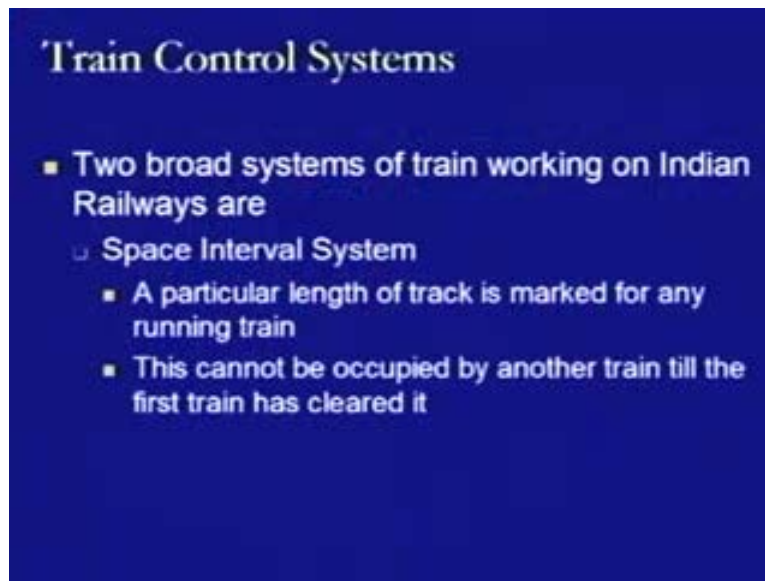 Train Control Systems
Two broad systems of train working on Indian
Railways are
Space Interval System
A particular length of track is marked for any
running train
This cannot be occupied by another train till the
first train has cleared it